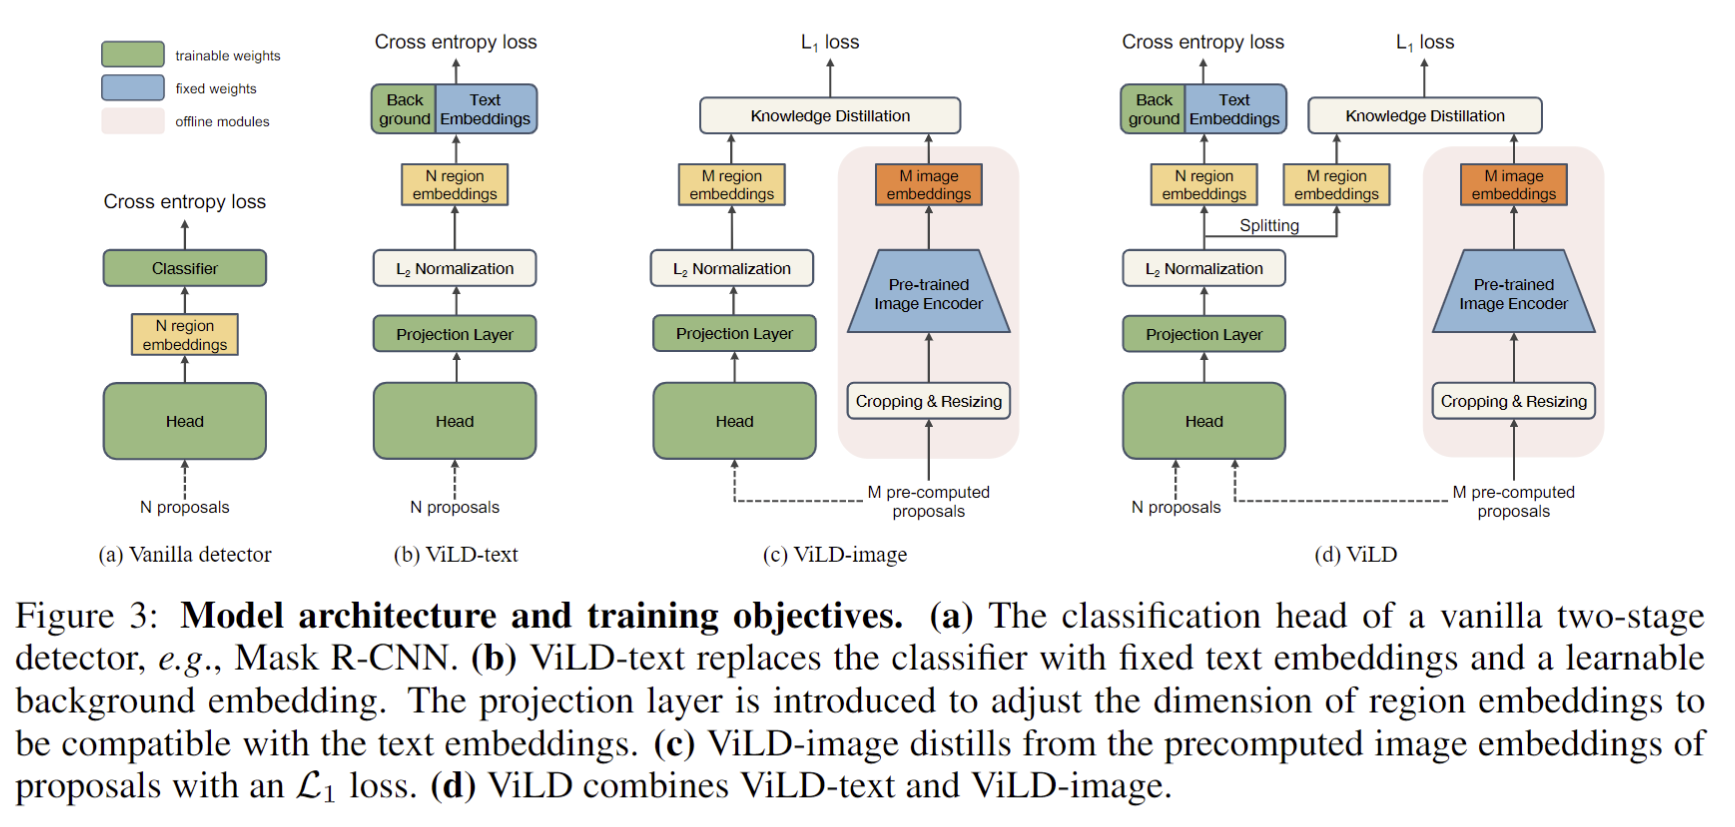 trainable weights
fixed weights
offline modules
Cross entropy loss
Classifier
N region
embeddings
Head
N proposals
(a) Vanilla detector
Cross entropy loss
Back
ground
Text
Embeddings
N region
embeddings
L2 Normalization
Projection Layer
Head
N proposals
(b) ViLD-text
L1 loss
Knowledge Distillation
M region
embeddings
M image
embeddings
L2 Normalization
Pre-trained
Image Encoder
Projection Layer
Cropping & Resizing
Head
M pre-computed
proposals
(c) ViLD-image
Cross entropy loss
L1 loss
Back
ground
Text
Embeddings
Knowledge Distillation
N region
embeddings
M region
embeddings
M image
embeddings
Splitting
L2 Normalization
Pre-trained
Image Encoder
Projection Layer
Cropping & Resizing
Head
N proposals
M pre-computed
proposals
(d) ViLD
Figure 3: Model architecture and training objectives. (a) The classification head of a vanilla two-stage
detector, e.g., Mask R-CNN. (b) ViLD-text replaces the classifier with fixed text embeddings and a learnable
background embedding. The projection layer is introduced to adjust the dimension of region embeddings to
be compatible with the text embeddings. (c) ViLD-image distills from the precomputed image embeddings of
proposals with an ℒ1 loss. (d) ViLD combines ViLD-text and ViLD-image.